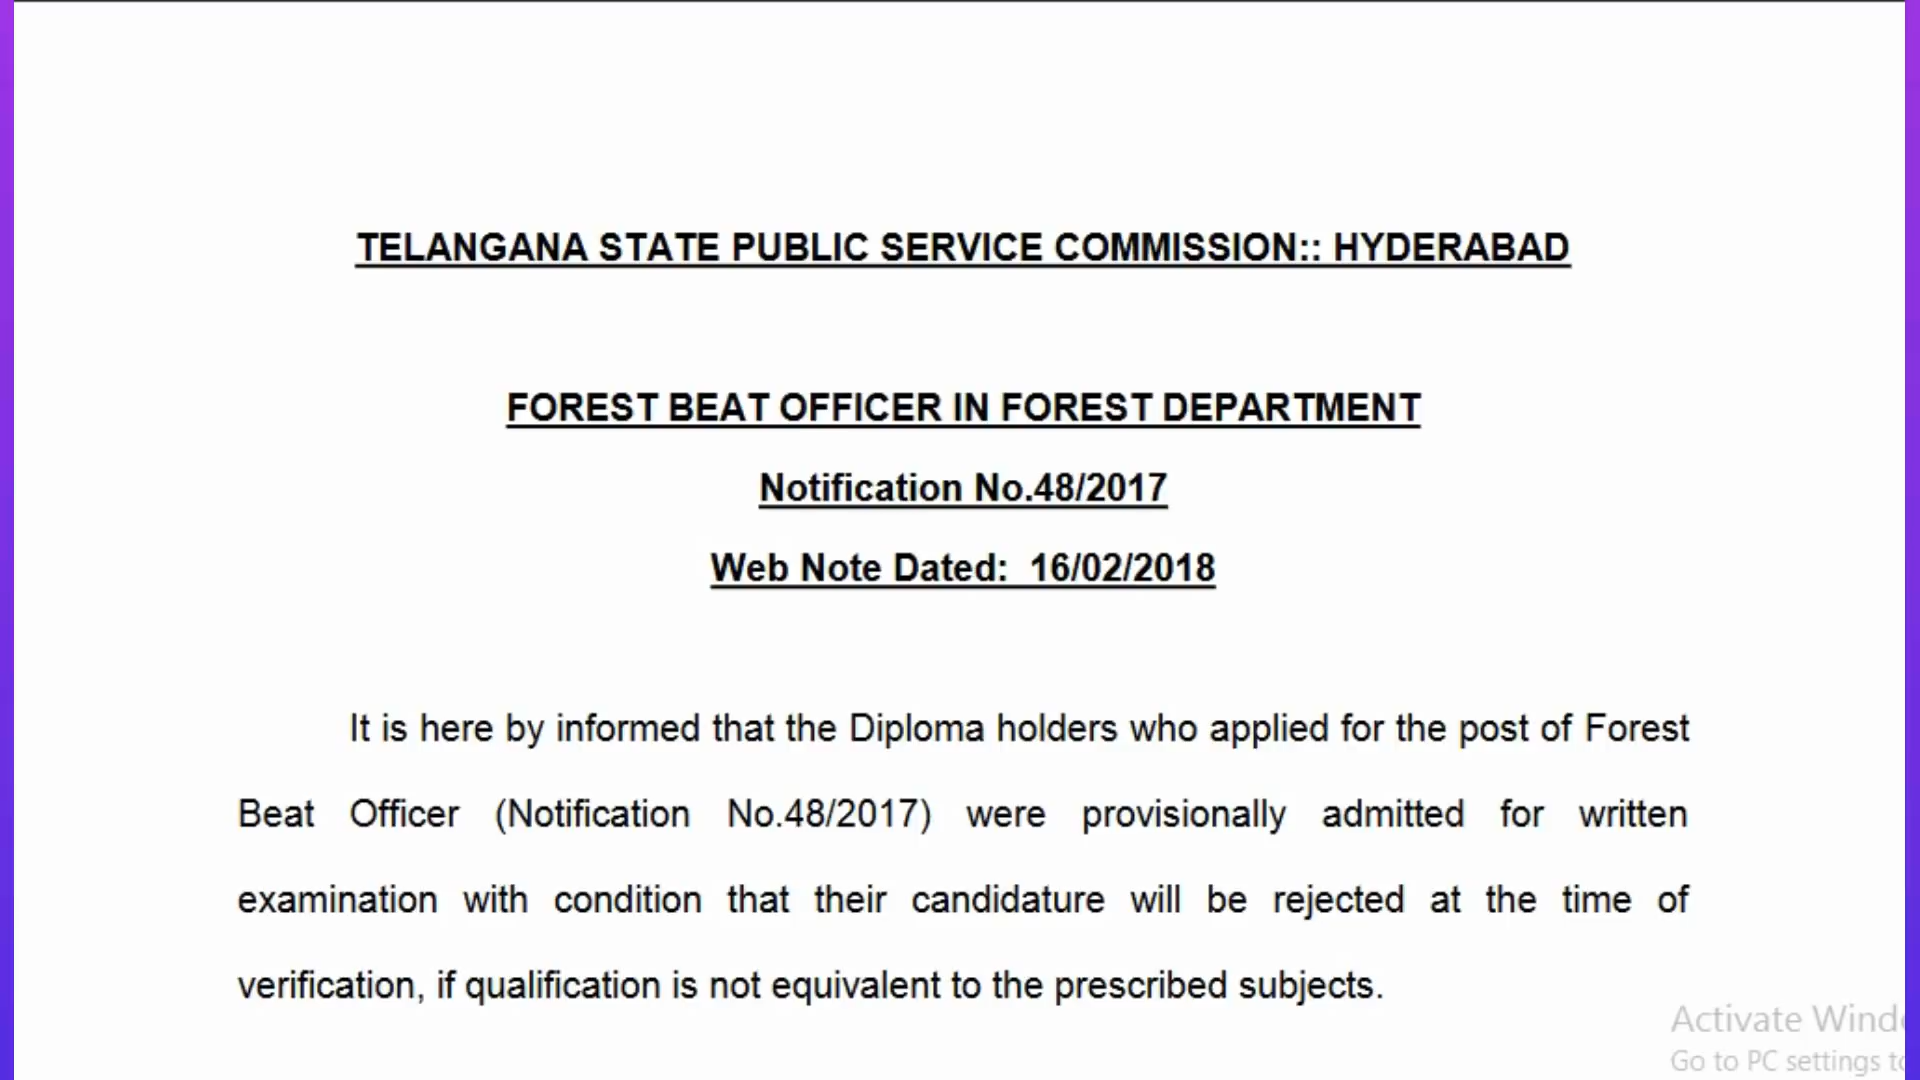 TELANGANA STATE PUBLIC SERVICE COMMISSION:: HYDERABAD
FOREST BEAT OFFICER IN FOREST DEPARTMENT
Notification No.48/2017
Web Note Dated:  16/02/2018
It is here by informed that the Diploma holders who applied for the post of Forest
Beat Officer (Notification No.48/2017) were provisionally admitted for written
examination with condition that their candidature will be rejected at the time of
verification, if qualification is not equivalent to the prescribed subjects.
Activate
Go to PC settings